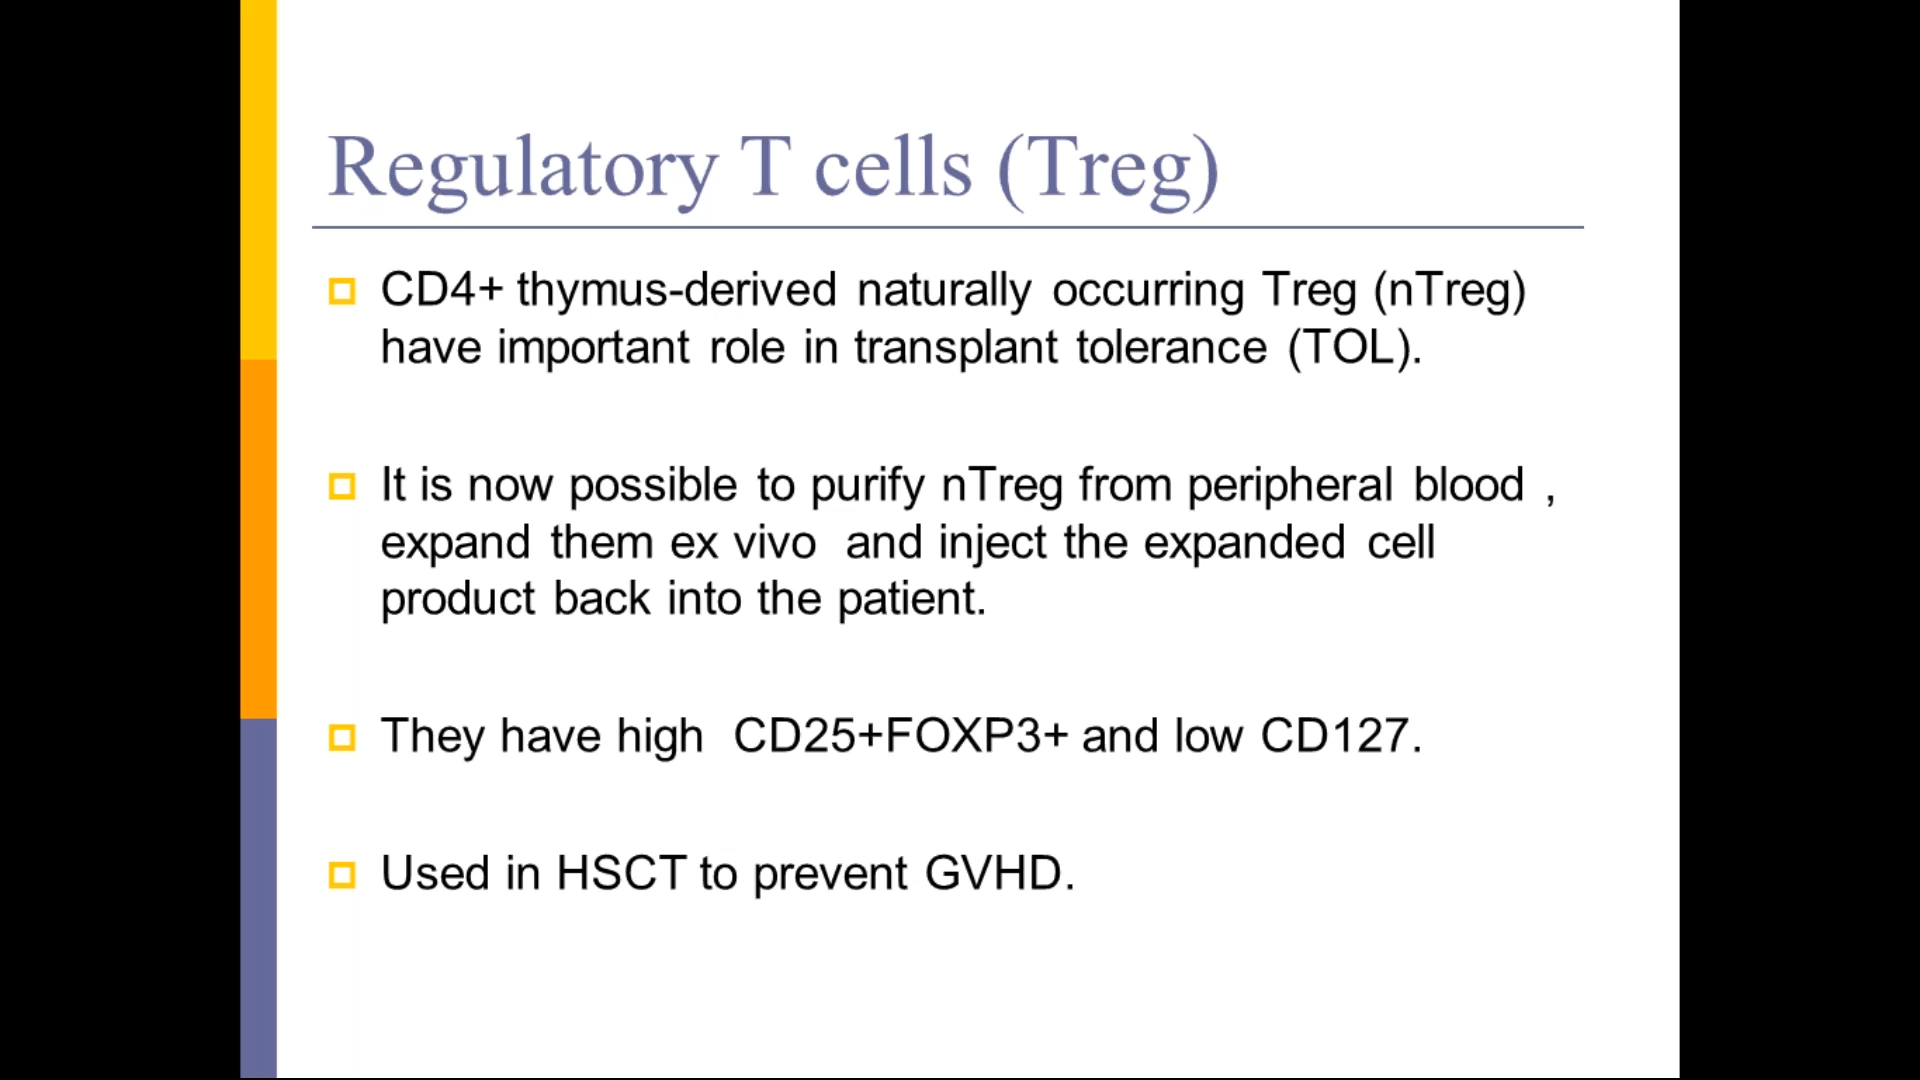 Regulatory T cells (Treg)
CD4+ thymus-derived naturally occurring Treg (nTreg)
have important role in transplant tolerance (TOL).
It is now possible to purify nTreg from peripheral blood ,
expand them ex vivo  and inject the expanded cell
product back into the patient.
They have high  CD25+FOXP3+ and low CD127.
Used in HSCT to prevent GVHD.